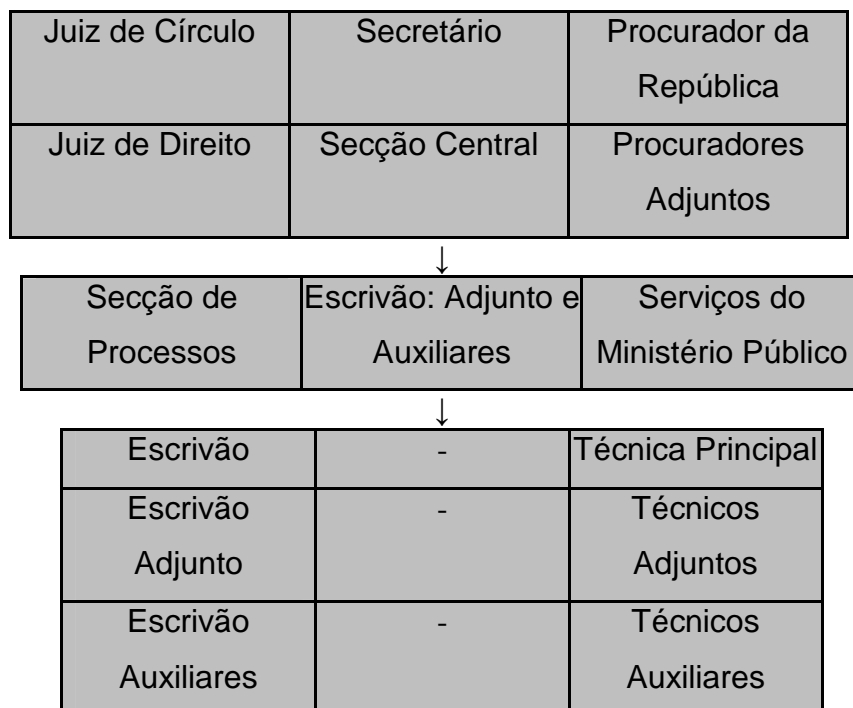 Juiz de Círculo
Secretário
Procurador da
República
Juiz de Direito
Secção Central
Procuradores
Adjuntos
↓
Secção de
Processos
Escrivão: Adjunto e
Auxiliares
Serviços do
Ministério Público
↓
Escrivão
-
Técnica Principal
Escrivão
Adjunto
-
Técnicos
Adjuntos
Escrivão
Auxiliares
-
Técnicos
Auxiliares